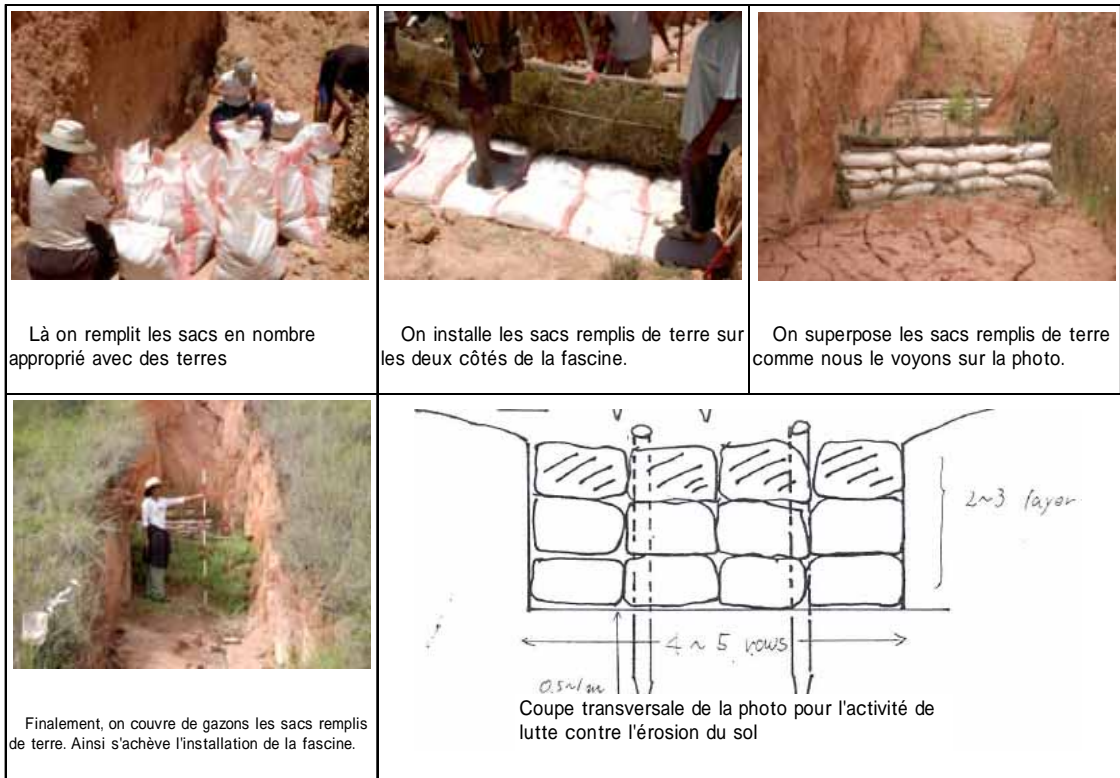 Là on remplit les sacs en nombre
approprié avec des terres
On installe les sacs remplis de terre sur
les deux côtés de la fascine.
On superpose les sacs remplis de terre
comme nous le voyons sur la photo.
Finalement, on couvre de gazons les sacs remplis
de terre. Ainsi s'achève l'installation de la fascine.
2~3 layer
4 ~ 5 rows
0.5~1m
Coupe transversale de la photo pour l'activité de
lutte contre l'érosion du sol